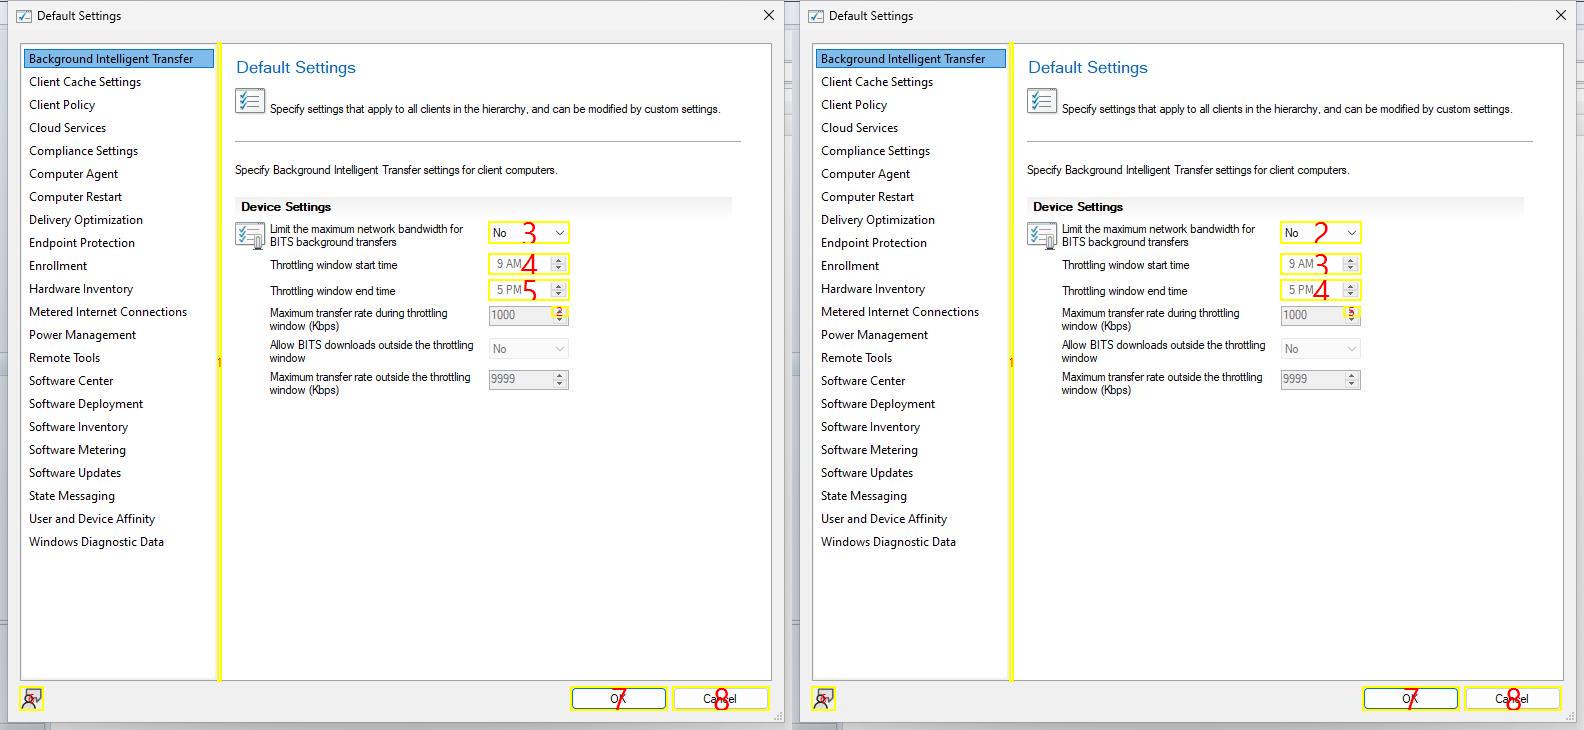 Default Settings
Background Intelligent Transfer
Client Cache Settings
Client Policy
Cloud Services
Compliance Settings
Computer Agent
Computer Restart
Delivery Optimization
Endpoint Protection
Enrollment
Hardware Inventory
Metered Internet Connections
Power Management
Remote Tools
Software Center
Software Deployment
Software Inventory
Software Metering
Software Updates
State Messaging
User and Device Affinity
Windows Diagnostic Data
1
Default Settings
Specify settings that apply to all clients in the hierarchy, and can be modified by custom settings.
Specify Background Intelligent Transfer settings for client computers.
Device Settings
Limit the maximum network bandwidth for
BITS background transfers
No 3
Throttling window start time
9 AM 4
Throttling window end time
5 PM 5
Maximum transfer rate during throttling
window (Kbps)
1000 2
Allow BITS downloads outside the throttling
window
No
Maximum transfer rate outside the throttling
window (Kbps)
9999
OK 7
Cancel 8
Default Settings
Background Intelligent Transfer
Client Cache Settings
Client Policy
Cloud Services
Compliance Settings
Computer Agent
Computer Restart
Delivery Optimization
Endpoint Protection
Enrollment
Hardware Inventory
Metered Internet Connections
Power Management
Remote Tools
Software Center
Software Deployment
Software Inventory
Software Metering
Software Updates
State Messaging
User and Device Affinity
Windows Diagnostic Data
1
Default Settings
Specify settings that apply to all clients in the hierarchy, and can be modified by custom settings.
Specify Background Intelligent Transfer settings for client computers.
Device Settings
Limit the maximum network bandwidth for
BITS background transfers
No 2
Throttling window start time
9 AM 3
Throttling window end time
5 PM 4
Maximum transfer rate during throttling
window (Kbps)
1000 5
Allow BITS downloads outside the throttling
window
No
Maximum transfer rate outside the throttling
window (Kbps)
9999
OK 7
Cancel 8